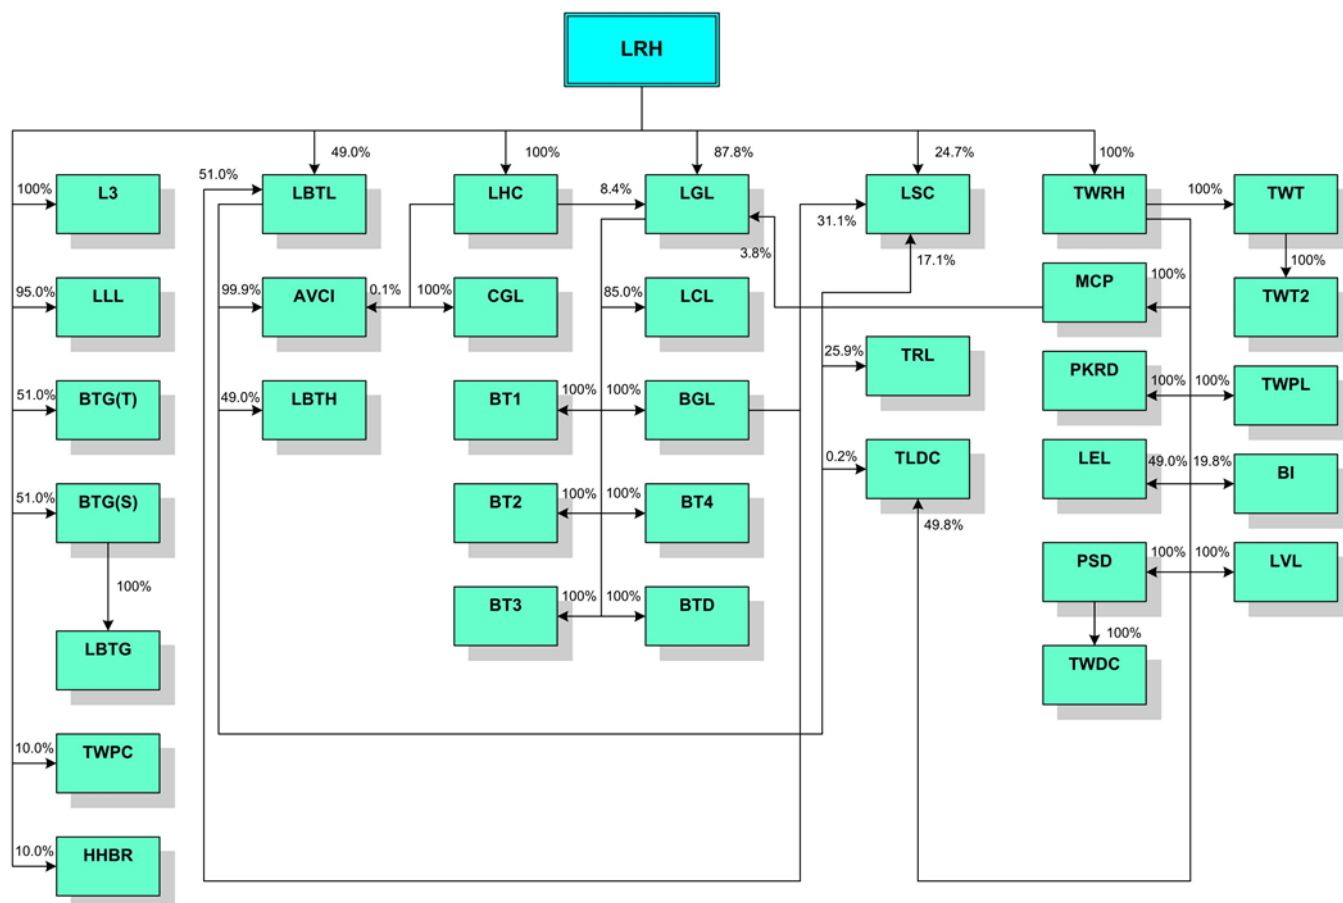 LRH
49.0%
100%
87.8%
24.7%
100%
51.0%
100%
L3
LBTL
LHC
8.4%
LGL
31.1%
LSC
TWRH
100%
TWT
3.8%
17.1%
100%
95.0%
LLL
99.9%
AVCI
0.1%
100%
CGL
85.0%
LCL
MCP
100%
TWT2
25.9%
TRL
51.0%
BTG(T)
49.0%
LBTH
BT1
100%
100%
BGL
PKRD
100%
100%
TWPL
0.2%
TLDC
LEL
49.0%
19.8%
BI
51.0%
BTG(S)
BT2
100%
100%
BT4
49.8%
100%
PSD
100%
100%
LVL
BT3
100%
100%
BTD
100%
LBTG
TWDC
10.0%
TWPC
10.0%
HHBR